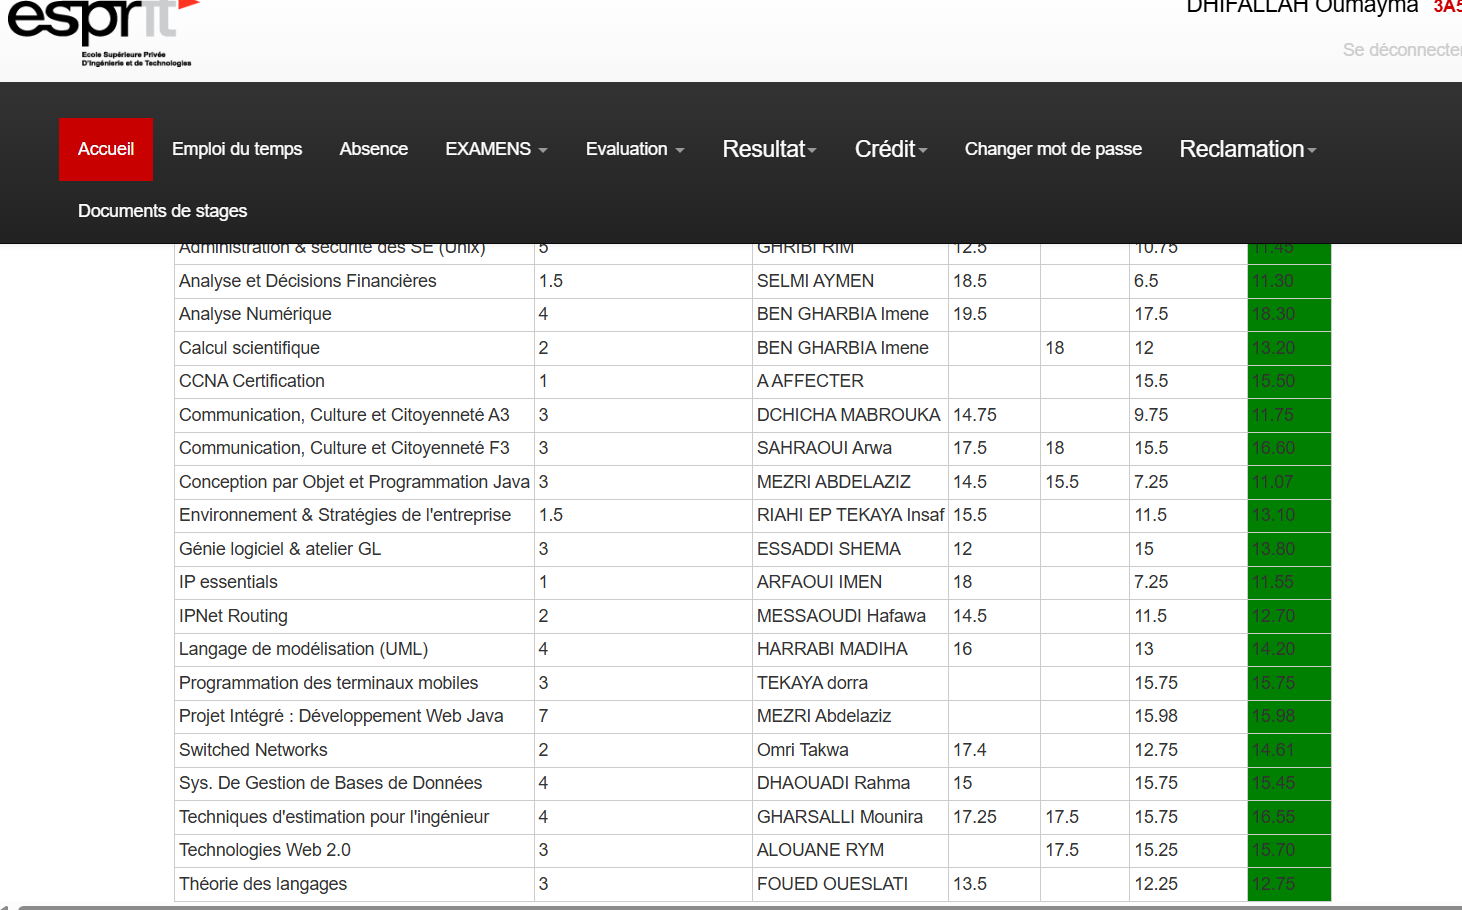 esprit
Ecole Supérieure Privée
D'Ingénierie et de Technologies
DHIFALLAH Oumayma 3A5
Se déconnecter
Accueil Emploi du temps Absence EXAMENS Evaluation Resultat Crédit Changer mot de passe Reclamation
Documents de stages
Administration & sécurité des SE (Unix) 5 GHRIBI RIM 12.5 10.75 11.45
Analyse et Décisions Financières 1.5 SELMI AYMEN 18.5 6.5 11.30
Analyse Numérique 4 BEN GHARBIA Imene 19.5 17.5 18.30
Calcul scientifique 2 BEN GHARBIA Imene 18 12 13.20
CCNA Certification 1 A AFFECTER 15.5 15.50
Communication, Culture et Citoyenneté A3 3 DCHICHA MABROUKA 14.75 9.75 11.75
Communication, Culture et Citoyenneté F3 3 SAHRAOUI Arwa 17.5 18 15.5 16.60
Conception par Objet et Programmation Java 3 MEZRI ABDELAZIZ 14.5 15.5 7.25 11.07
Environnement & Stratégies de l'entreprise 1.5 RIAHI EP TEKAYA Insaf 15.5 11.5 13.10
Génie logiciel & atelier GL 3 ESSADDI SHEMA 12 15 13.80
IP essentials 1 ARFAOUI IMEN 18 7.25 11.55
IPNet Routing 2 MESSAOUDI Hafawa 14.5 11.5 12.70
Langage de modélisation (UML) 4 HARRABI MADIHA 16 13 14.20
Programmation des terminaux mobiles 3 TEKAYA dorra 15.75 15.75
Projet Intégré : Développement Web Java 7 MEZRI Abdelaziz 15.98 15.98
Switched Networks 2 Omri Takwa 17.4 12.75 14.61
Sys. De Gestion de Bases de Données 4 DHAOUADI Rahma 15 15.75 15.45
Techniques d'estimation pour l'ingénieur 4 GHARSALLI Mounira 17.25 17.5 15.75 16.55
Technologies Web 2.0 3 ALOUANE RYM 17.5 15.25 15.70
Théorie des langages 3 FOUED OUESLATI 13.5 12.25 12.75